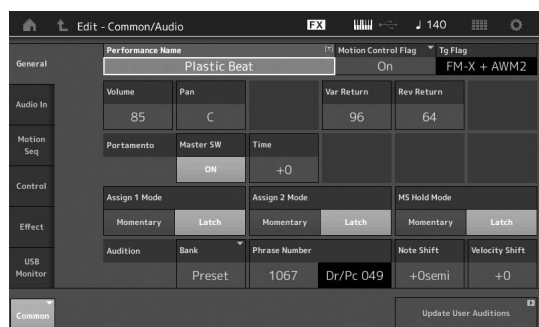 Edit - Common/Audio
FX
140
General
Performance Name
Plastic Beat
Motion Control Flag
On
Tg Flag
FM-X + AWM2
Audio In
Volume
85
Pan
C
Var Return
96
Rev Return
64
Motion Seq
Portamento
Master SW
ON
Time
+0
Control
Assign 1 Mode
Momentary
Latch
Assign 2 Mode
Momentary
Latch
MS Hold Mode
Momentary
Latch
Effect
USB Monitor
Audition
Bank
Preset
Phrase Number
1067
Dr/Pc 049
Note Shift
+0semi
Velocity Shift
+0
Common
Update User Auditions